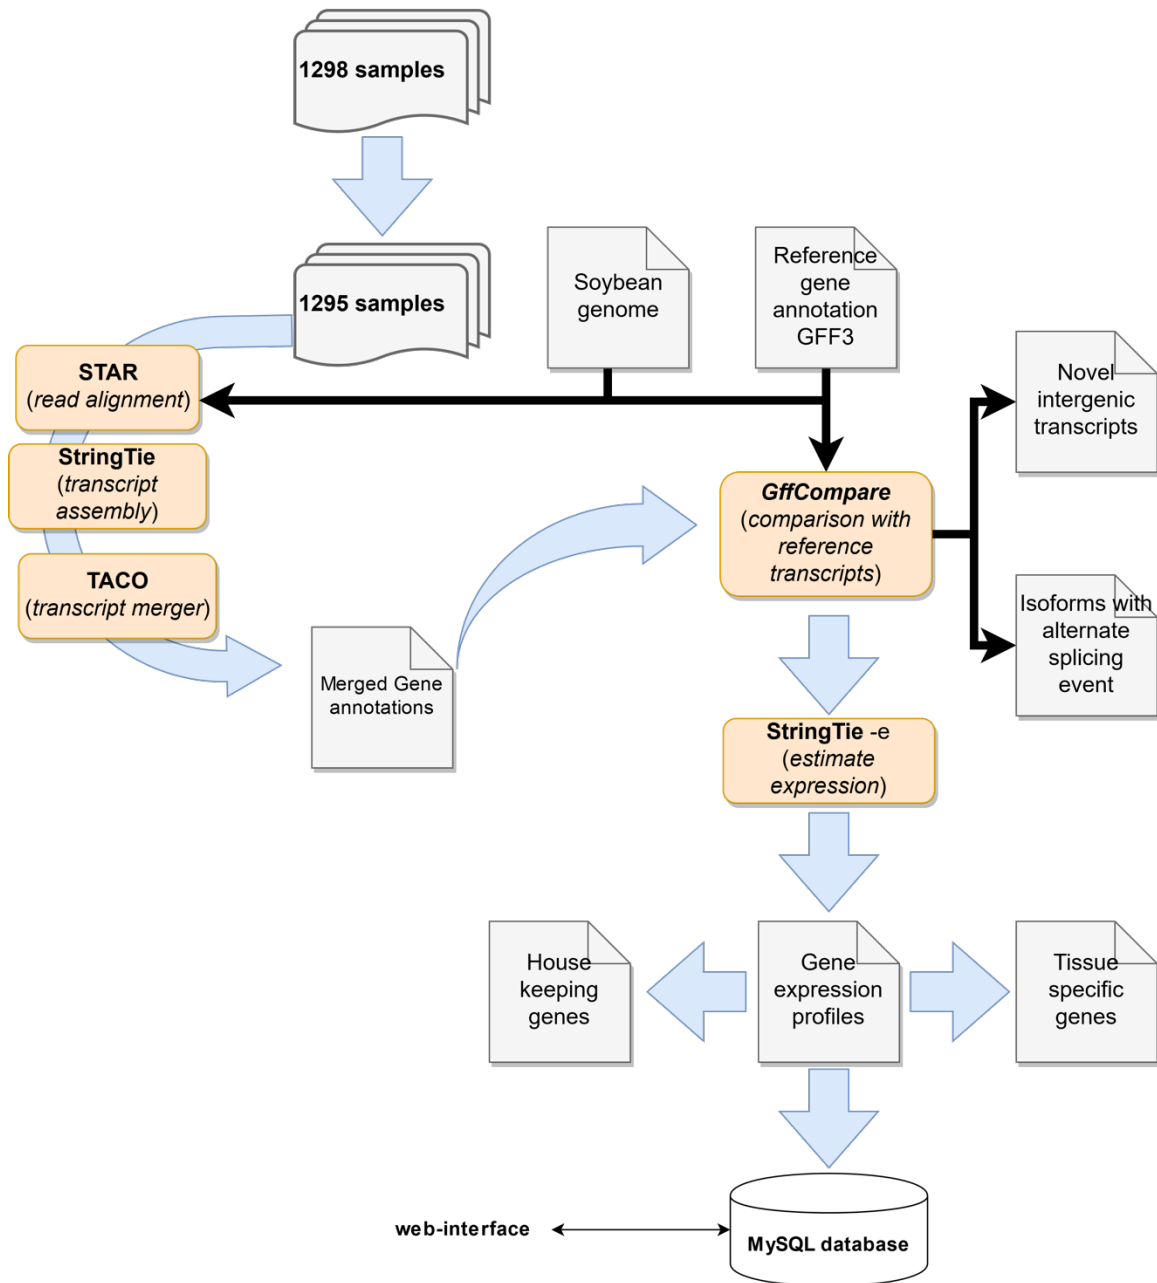 1298 samples
1295 samples
Soybean
genome
Reference
gene
annotation
GFF3
STAR
(read alignment)
StringTie
(transcript
assembly)
TACO
(transcript merger)
Merged Gene
annotations
GffCompare
(comparison with
reference
transcripts)
Novel
intergenic
transcripts
Isoforms with
alternate
splicing
event
StringTie -e
(estimate
expression)
House
keeping
genes
Gene
expression
profiles
Tissue
specific
genes
web-interface
MySQL database